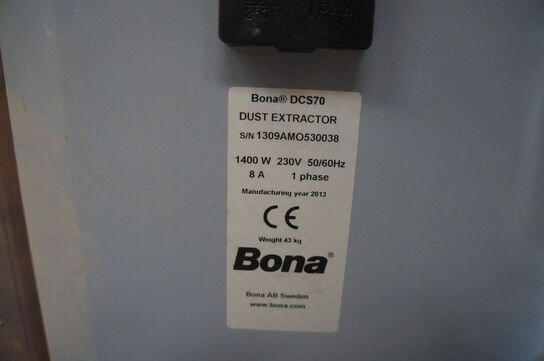 IP44
Bona® DCS70
DUST EXTRACTOR
S/N 1309AMO530038
1400 W 230V 50/60Hz
8 A 1 phase
Manufacturing year 2013
CE
Weight 43 kg
Bona®
Bona AB Sweden
www.bona.com